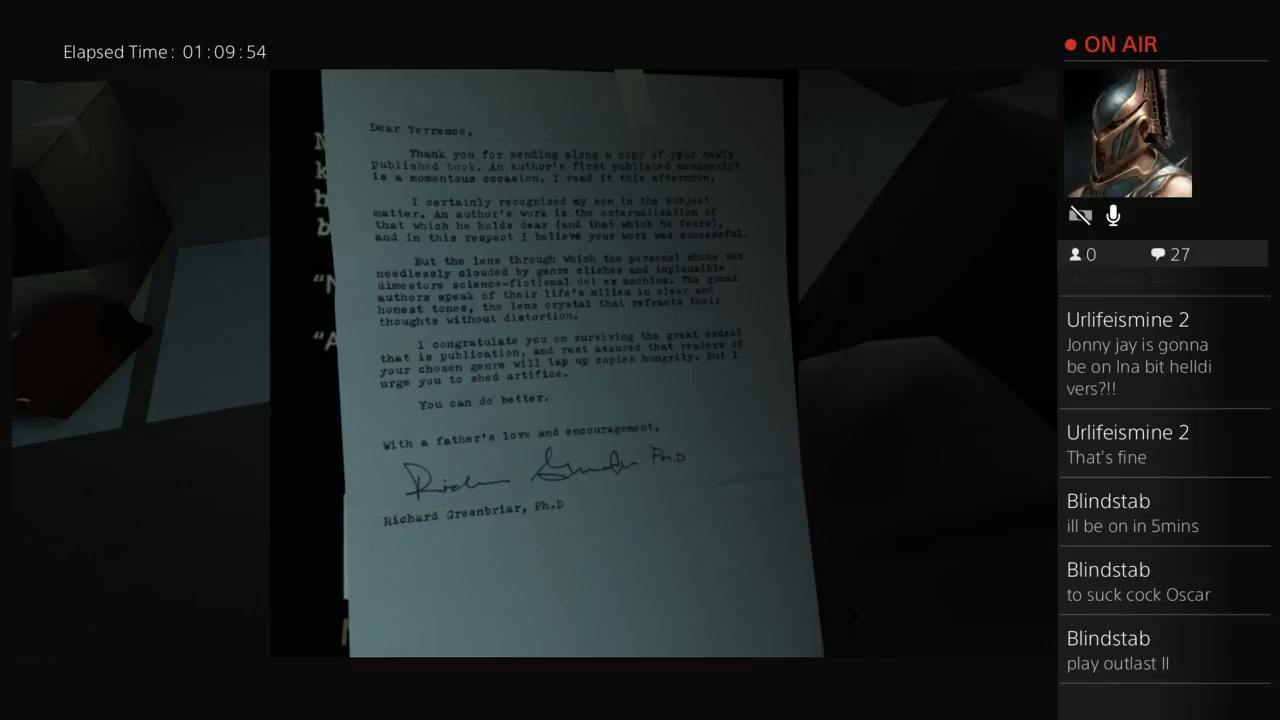 Elapsed Time: 01:09:54
ON AIR
0
27
N
k
h
b
"N
"A
Dear Terrence,
Thank you for sending along a copy of your newly
published book. An author's first published manuscript
is a momentous occasion. I read it this afternoon.
I certainly recognized my son in the subject
matter. An author's work is the externalization of
that which he holds dear (and that which he fears),
and in this respect I believe your work was successful.
But the lens through which the personal shone was
needlessly clouded by genre cliches and implausible
dimestore science-fictional dei ex machina. The great
authors speak of their life's milieu in clear and
honest tones, the lens crystal that refracts their
thoughts without distortion.
I congratulate you on surviving the great ordeal
that is publication, and rest assured that readers of
your chosen genre will lap up copies hungrily. But I
urge you to shed artifice.
You can do better.
With a father's love and encouragement,
Richard Greenbriar, Ph.D
Urlifeismine 2
Jonny jay is gonna
be on Ina bit helldi
vers?!!
Urlifeismine 2
That's fine
Blindstab
ill be on in 5mins
Blindstab
to suck cock Oscar
Blindstab
play outlast ll